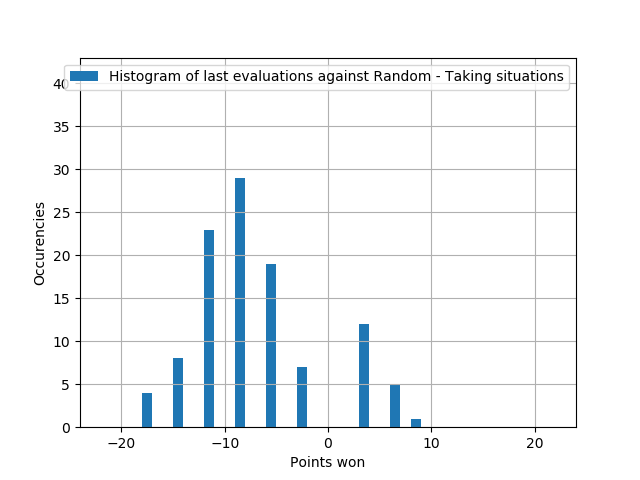 Histogram of last evaluations against Random - Taking situations
40
35
30
25
20
15
10
5
0
Occurencies
−20 −10 0 10 20
Points won